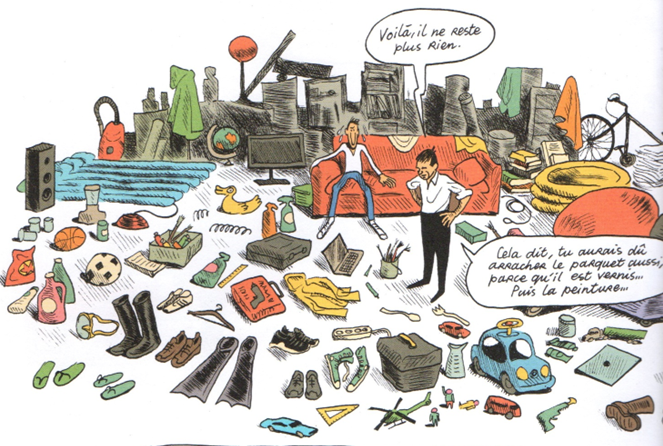 Voilà, il ne reste
plus rien.
Cela dit, tu aurais dû
arracher le parquet aussi,
parce qu'il est vernis...
Puis la peinture...